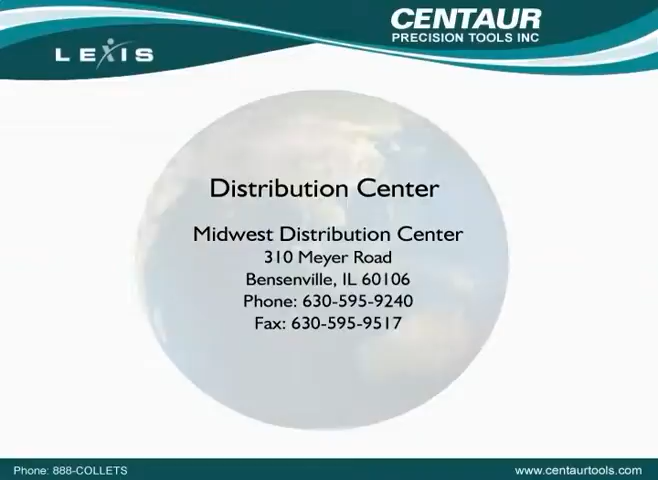 LEXIS
CENTAUR
PRECISION TOOLS INC
Distribution Center
Midwest Distribution Center
310 Meyer Road
Bensenville, IL 60106
Phone: 630-595-9240
Fax: 630-595-9517
Phone: 888-COLLETS
www.centaurtools.com